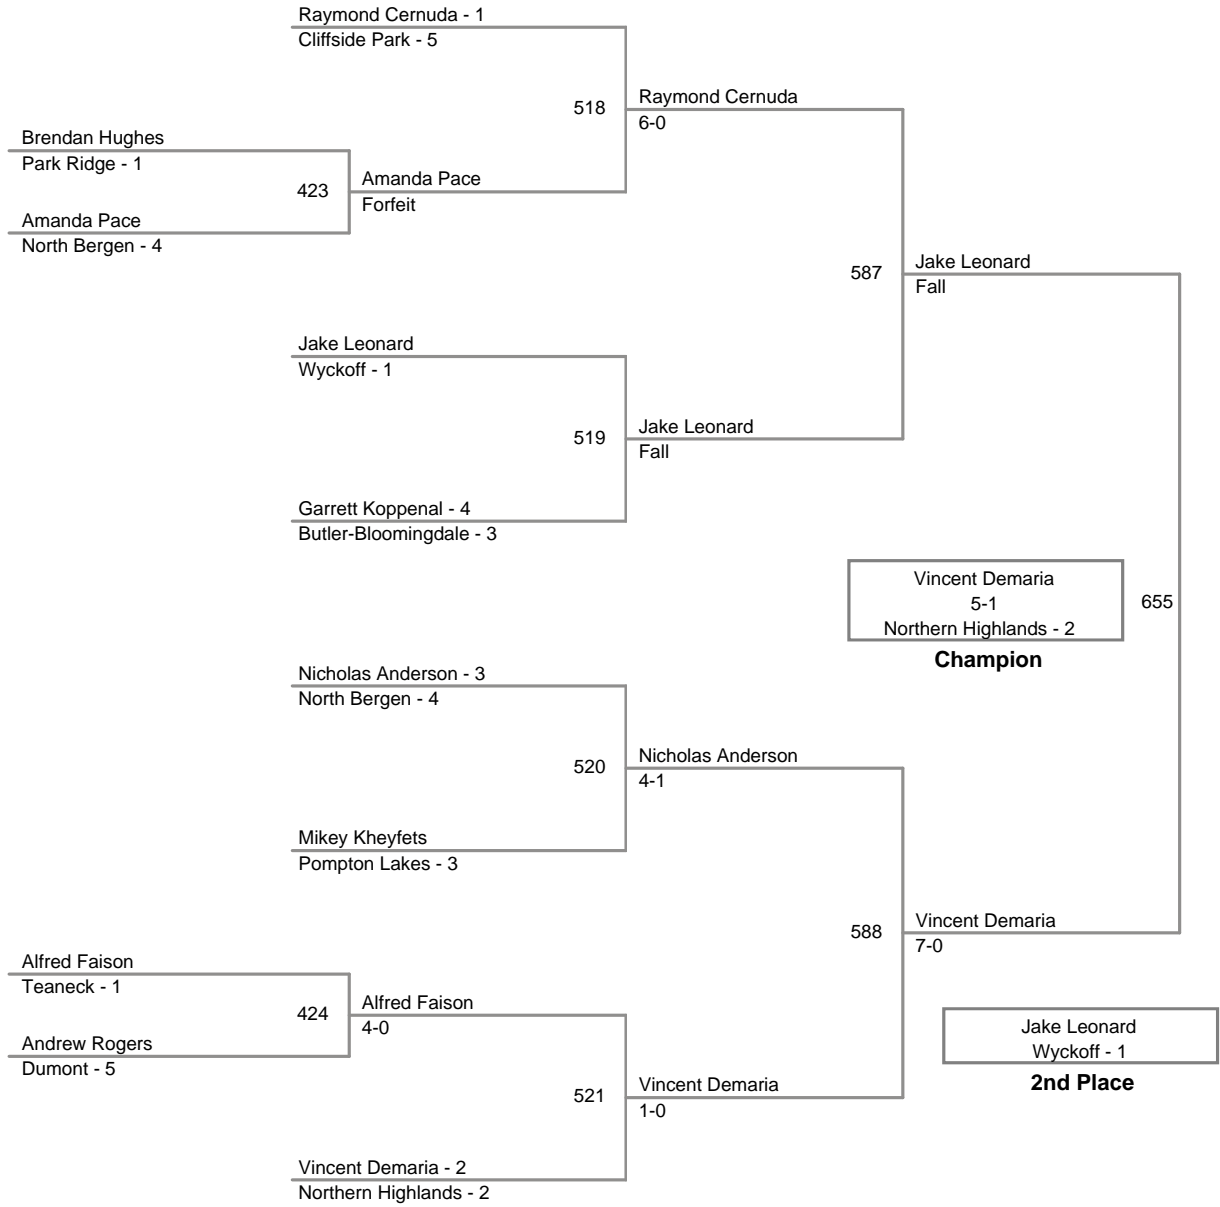 Raymond Cernuda - 1
Cliffside Park - 5
518
Raymond Cernuda
6-0
Brendan Hughes
Park Ridge - 1
423
Amanda Pace
Forfeit
Amanda Pace
North Bergen - 4
587
Jake Leonard
Fall
Jake Leonard
Wyckoff - 1
519
Jake Leonard
Fall
Garrett Koppenal - 4
Butler-Bloomingdale - 3
Vincent Demaria
5-1
Northern Highlands - 2
Champion
655
Nicholas Anderson - 3
North Bergen - 4
520
Nicholas Anderson
4-1
Mikey Kheyfets
Pompton Lakes - 3
588
Vincent Demaria
7-0
Alfred Faison
Teaneck - 1
424
Alfred Faison
4-0
Andrew Rogers
Dumont - 5
Jake Leonard
Wyckoff - 1
2nd Place
521
Vincent Demaria
1-0
Vincent Demaria - 2
Northern Highlands - 2